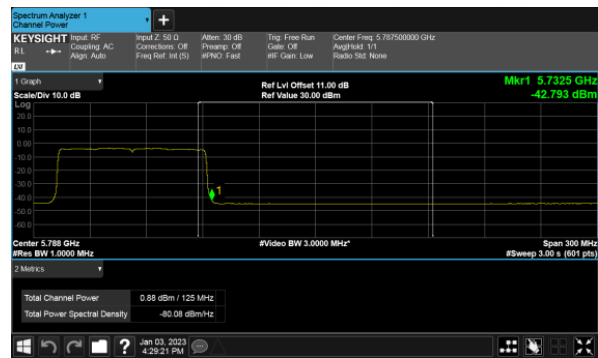 Spectrum Analyzer 1
Channel Power
+
KEYSIGHT Input: RF
RL
Coupling: AC
Align: Auto
Input Z: 50 Ω
Corrections: Off
Freq Ref: Int (S)
Atten: 30 dB
Preamp: Off
#PNO: Fast
Trig: Free Run
Gate: Off
#IF Gain: Low
Center Freq: 5.787500000 GHz
Avg|Hold: 1/1
Radio Std: None
LXI
1 Graph
Scale/Div 10.0 dB
Ref Lvl Offset 11.00 dB
Ref Value 30.00 dBm
Mkr1 5.7325 GHz
-42.793 dBm
Log
20.0
10.0
0.00
-10.0
-20.0
-30.0
-40.0
-50.0
-60.0
1
Center 5.788 GHz
#Res BW 1.0000 MHz
#Video BW 3.0000 MHz*
Span 300 MHz
#Sweep 3.00 s (601 pts)
2 Metrics
Total Channel Power 0.88 dBm / 125 MHz
Total Power Spectral Density -80.08 dBm/Hz
?
Jan 03, 2023
4:29:21 PM